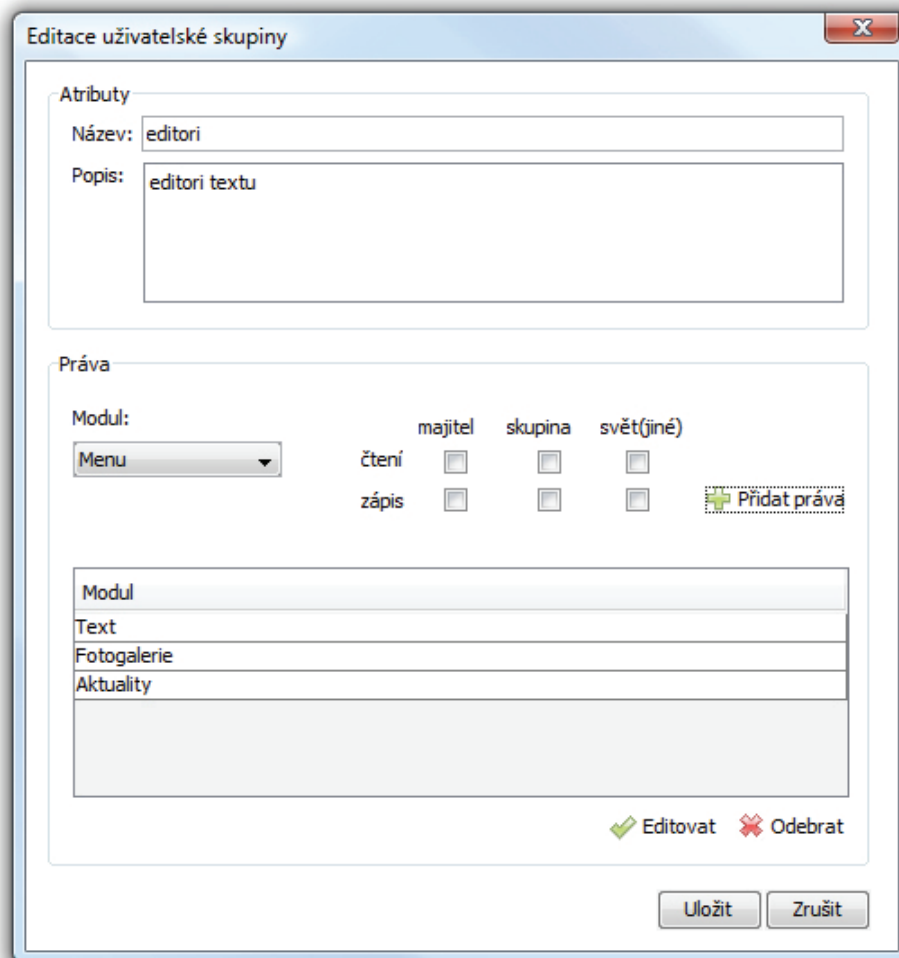 Editace uživatelské skupiny
Atributy
Název: editori
Popis: editori textu
Práva
Modul:
majitel skupina svět(jiné)
Menu čtení
zápis Přidat práva
Modul
Text
Fotogalerie
Aktuality
Editovat Odebrat
Uložit Zrušit